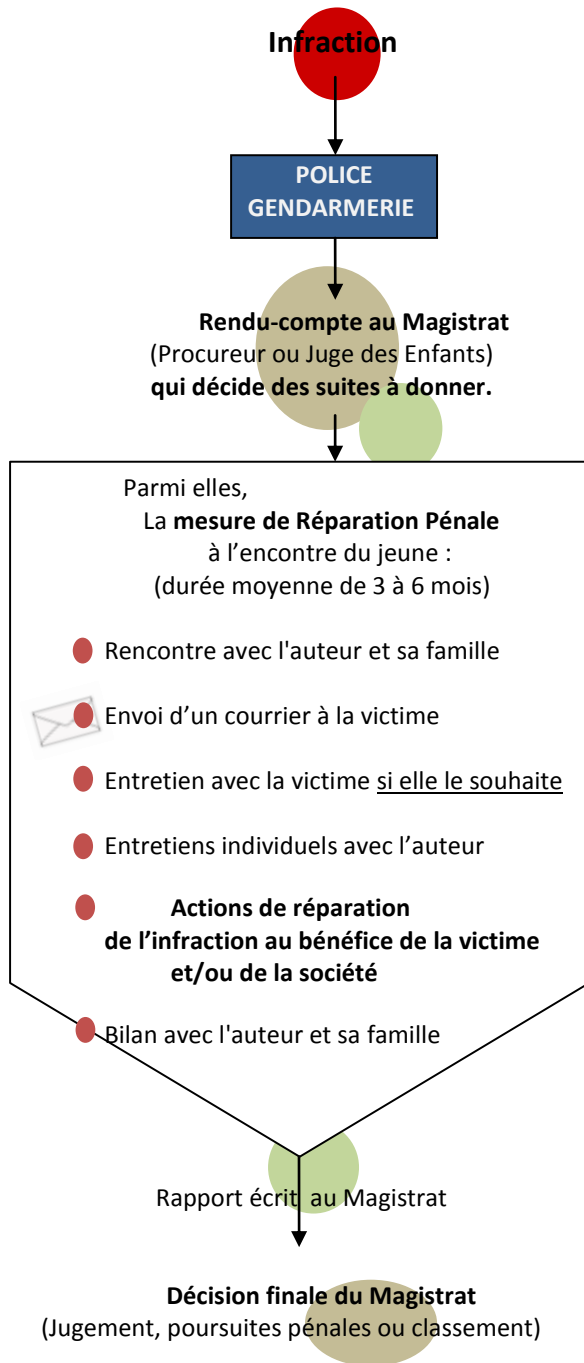 Infraction
POLICE
GENDARMERIE
Rendu-compte au Magistrat
(Procureur ou Juge des Enfants)
qui décide des suites à donner.
Parmi elles,
La mesure de Réparation Pénale
à l’encontre du jeune :
(durée moyenne de 3 à 6 mois)
Rencontre avec l'auteur et sa famille
Envoi d’un courrier à la victime
Entretien avec la victime si elle le souhaite
Entretiens individuels avec l’auteur
Actions de réparation
de l’infraction au bénéfice de la victime
et/ou de la société
Bilan avec l'auteur et sa famille
Rapport écrit au Magistrat
Décision finale du Magistrat
(Jugement, poursuites pénales ou classement)